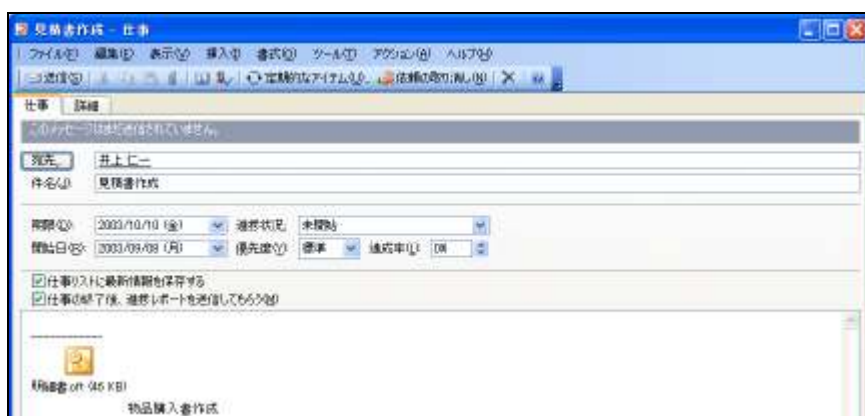 見積書作成 - 仕事
ファイル(F) 編集(E) 表示(V) 挿入(I) 書式(O) ツール(T) アクション(A) ヘルプ(H)
送信(S) 定期的なアイテム(U)... 依頼の取り消し(N)
仕事 詳細
このメッセージはまだ送信されていません。
宛先... 井上 仁一
件名(J): 見積書作成
期限(D): 2003/10/10 (金) 進捗状況 未開始
開始日(B): (月) 優先度(Y): 標準 達成率(L): 0%
仕事リストに最新情報を保存する
仕事の終了後、進捗レポートを送信してもらう(M)
明細書.oft (45 KB)
物品購入書作成